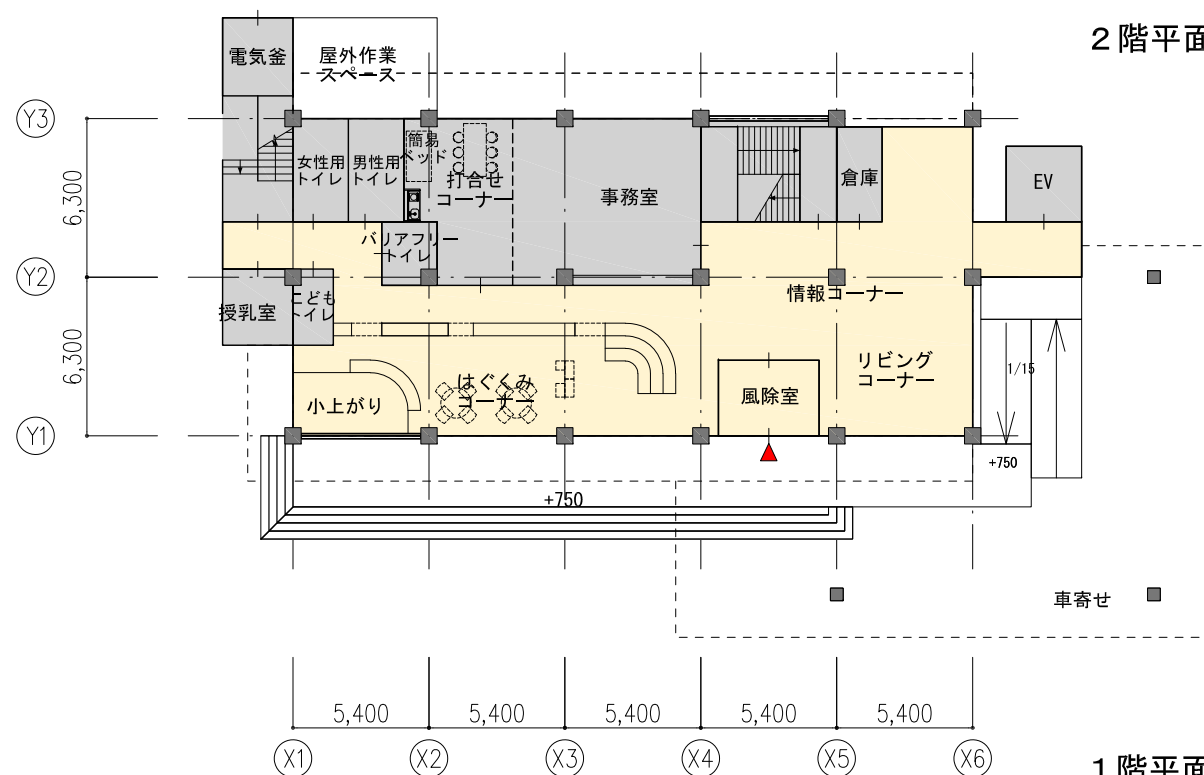 2階平面
電気釜
屋外作業
スペース
Y3
簡易
ベッド
女性用
トイレ
男性用
トイレ
打合せ
コーナー
事務室
倉庫
EV
6,300
バリアフリー
トイレ
Y2
情報コーナー
授乳室
こども
トイレ
6,300
リビング
コーナー
1/15
はぐくみ
コーナー
小上がり
風除室
Y1
+750
+750
車寄せ
5,400
5,400
5,400
5,400
5,400
X1
X2
X3
X4
X5
X6
1階平面